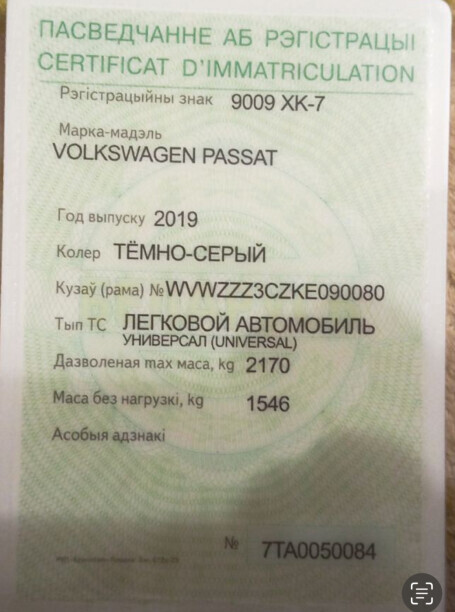 ПАСВЕДЧАННЕ АБ РЭГІСТРАЦЫІ
CERTIFICAT D'IMMATRICULATION
Рэгістрацыйны знак 9009 ХК-7
Марка-мадэль
VOLKSWAGEN PASSAT
Год выпуску 2019
Колер ТЁМНО-СЕРЫЙ
Кузаў (рама) № WVWZZZ3CZKE090080
Тып ТС ЛЕГКОВОЙ АВТОМОБИЛЬ
УНИВЕРСАЛ (UNIVERSAL)
Дазволеная max маса, kg 2170
Маса без нагрузкі, kg 1546
Асобыя адзнакі
№ 7TA0050084